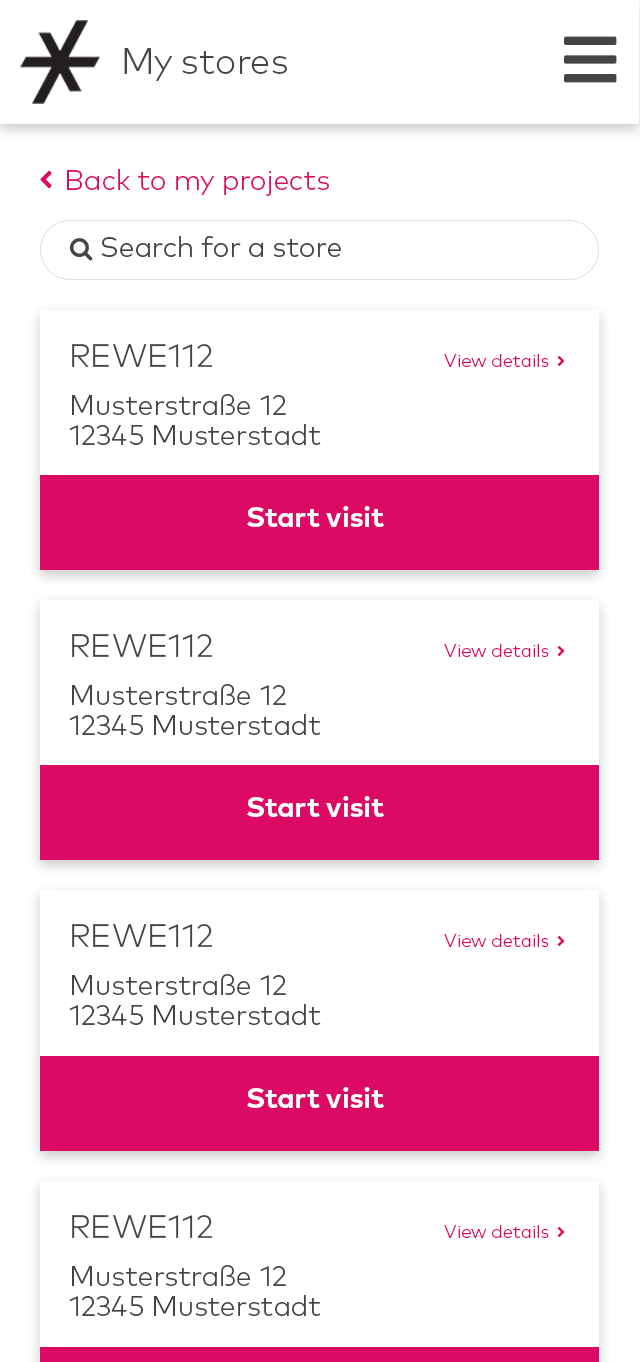 My stores
Back to my projects
Search for a store
REWE112
View details
Musterstraße 12
12345 Musterstadt
Start visit
REWE112
View details
Musterstraße 12
12345 Musterstadt
Start visit
REWE112
View details
Musterstraße 12
12345 Musterstadt
Start visit
REWE112
View details
Musterstraße 12
12345 Musterstadt